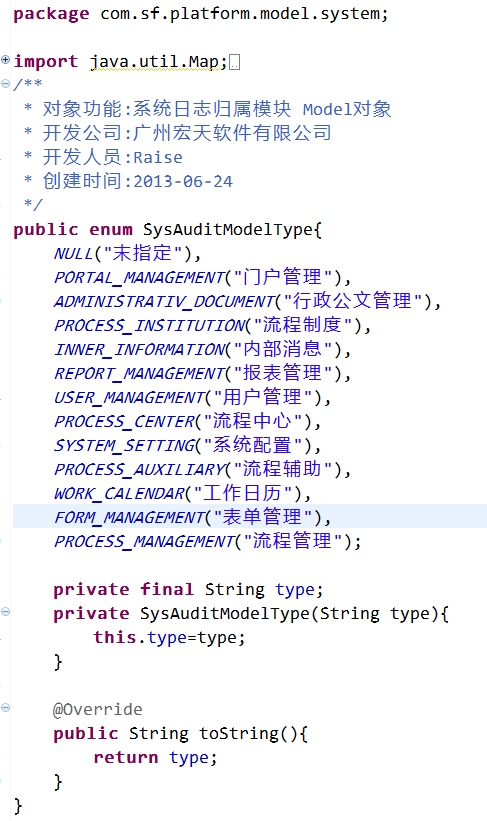 package com.sf.platform.model.system;
import java.util.Map;
/**
 * 对象功能:系统日志归属模块 Model对象
 * 开发公司:广州宏天软件有限公司
 * 开发人员:Raise
 * 创建时间:2013-06-24
 */
public enum SysAuditModelType{
    NULL("末指定"),
    PORTAL_MANAGEMENT("门户管理"),
    ADMINISTRATIV_DOCUMENT("行政公文管理"),
    PROCESS_INSTITUTION("流程制度"),
    INNER_INFORMATION("内部消息"),
    REPORT_MANAGEMENT("报表管理"),
    USER_MANAGEMENT("用户管理"),
    PROCESS_CENTER("流程中心"),
    SYSTEM_SETTING("系统配置"),
    PROCESS_AUXILIARY("流程辅助"),
    WORK_CALENDAR("工作日历"),
    FORM_MANAGEMENT("表单管理"),
    PROCESS_MANAGEMENT("流程管理");
    private final String type;
    private SysAuditModelType(String type){
        this.type=type;
    }
    @Override
    public String toString(){
        return type;
    }
}